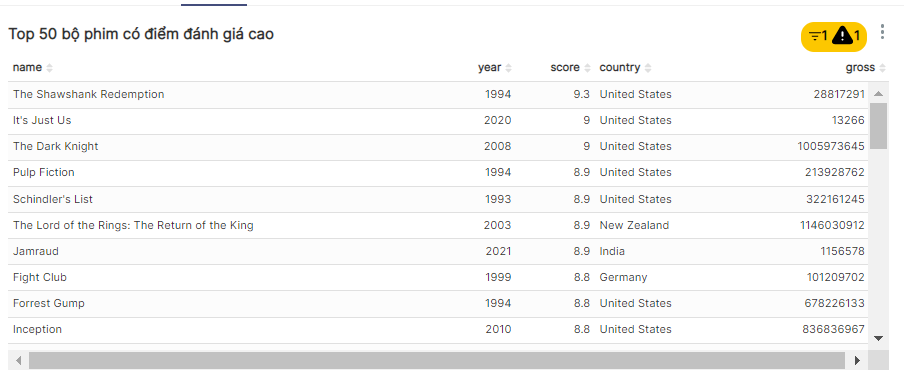 Top 50 bộ phim có điểm đánh giá cao 1 1
name year score country gross
The Shawshank Redemption 1994 9.3 United States 28817291
It's Just Us 2020 9 United States 13266
The Dark Knight 2008 9 United States 1005973645
Pulp Fiction 1994 8.9 United States 213928762
Schindler's List 1993 8.9 United States 322161245
The Lord of the Rings: The Return of the King 2003 8.9 New Zealand 1146030912
Jamraud 2021 8.9 India 1156578
Fight Club 1999 8.8 Germany 101209702
Forrest Gump 1994 8.8 United States 678226133
Inception 2010 8.8 United States 836836967